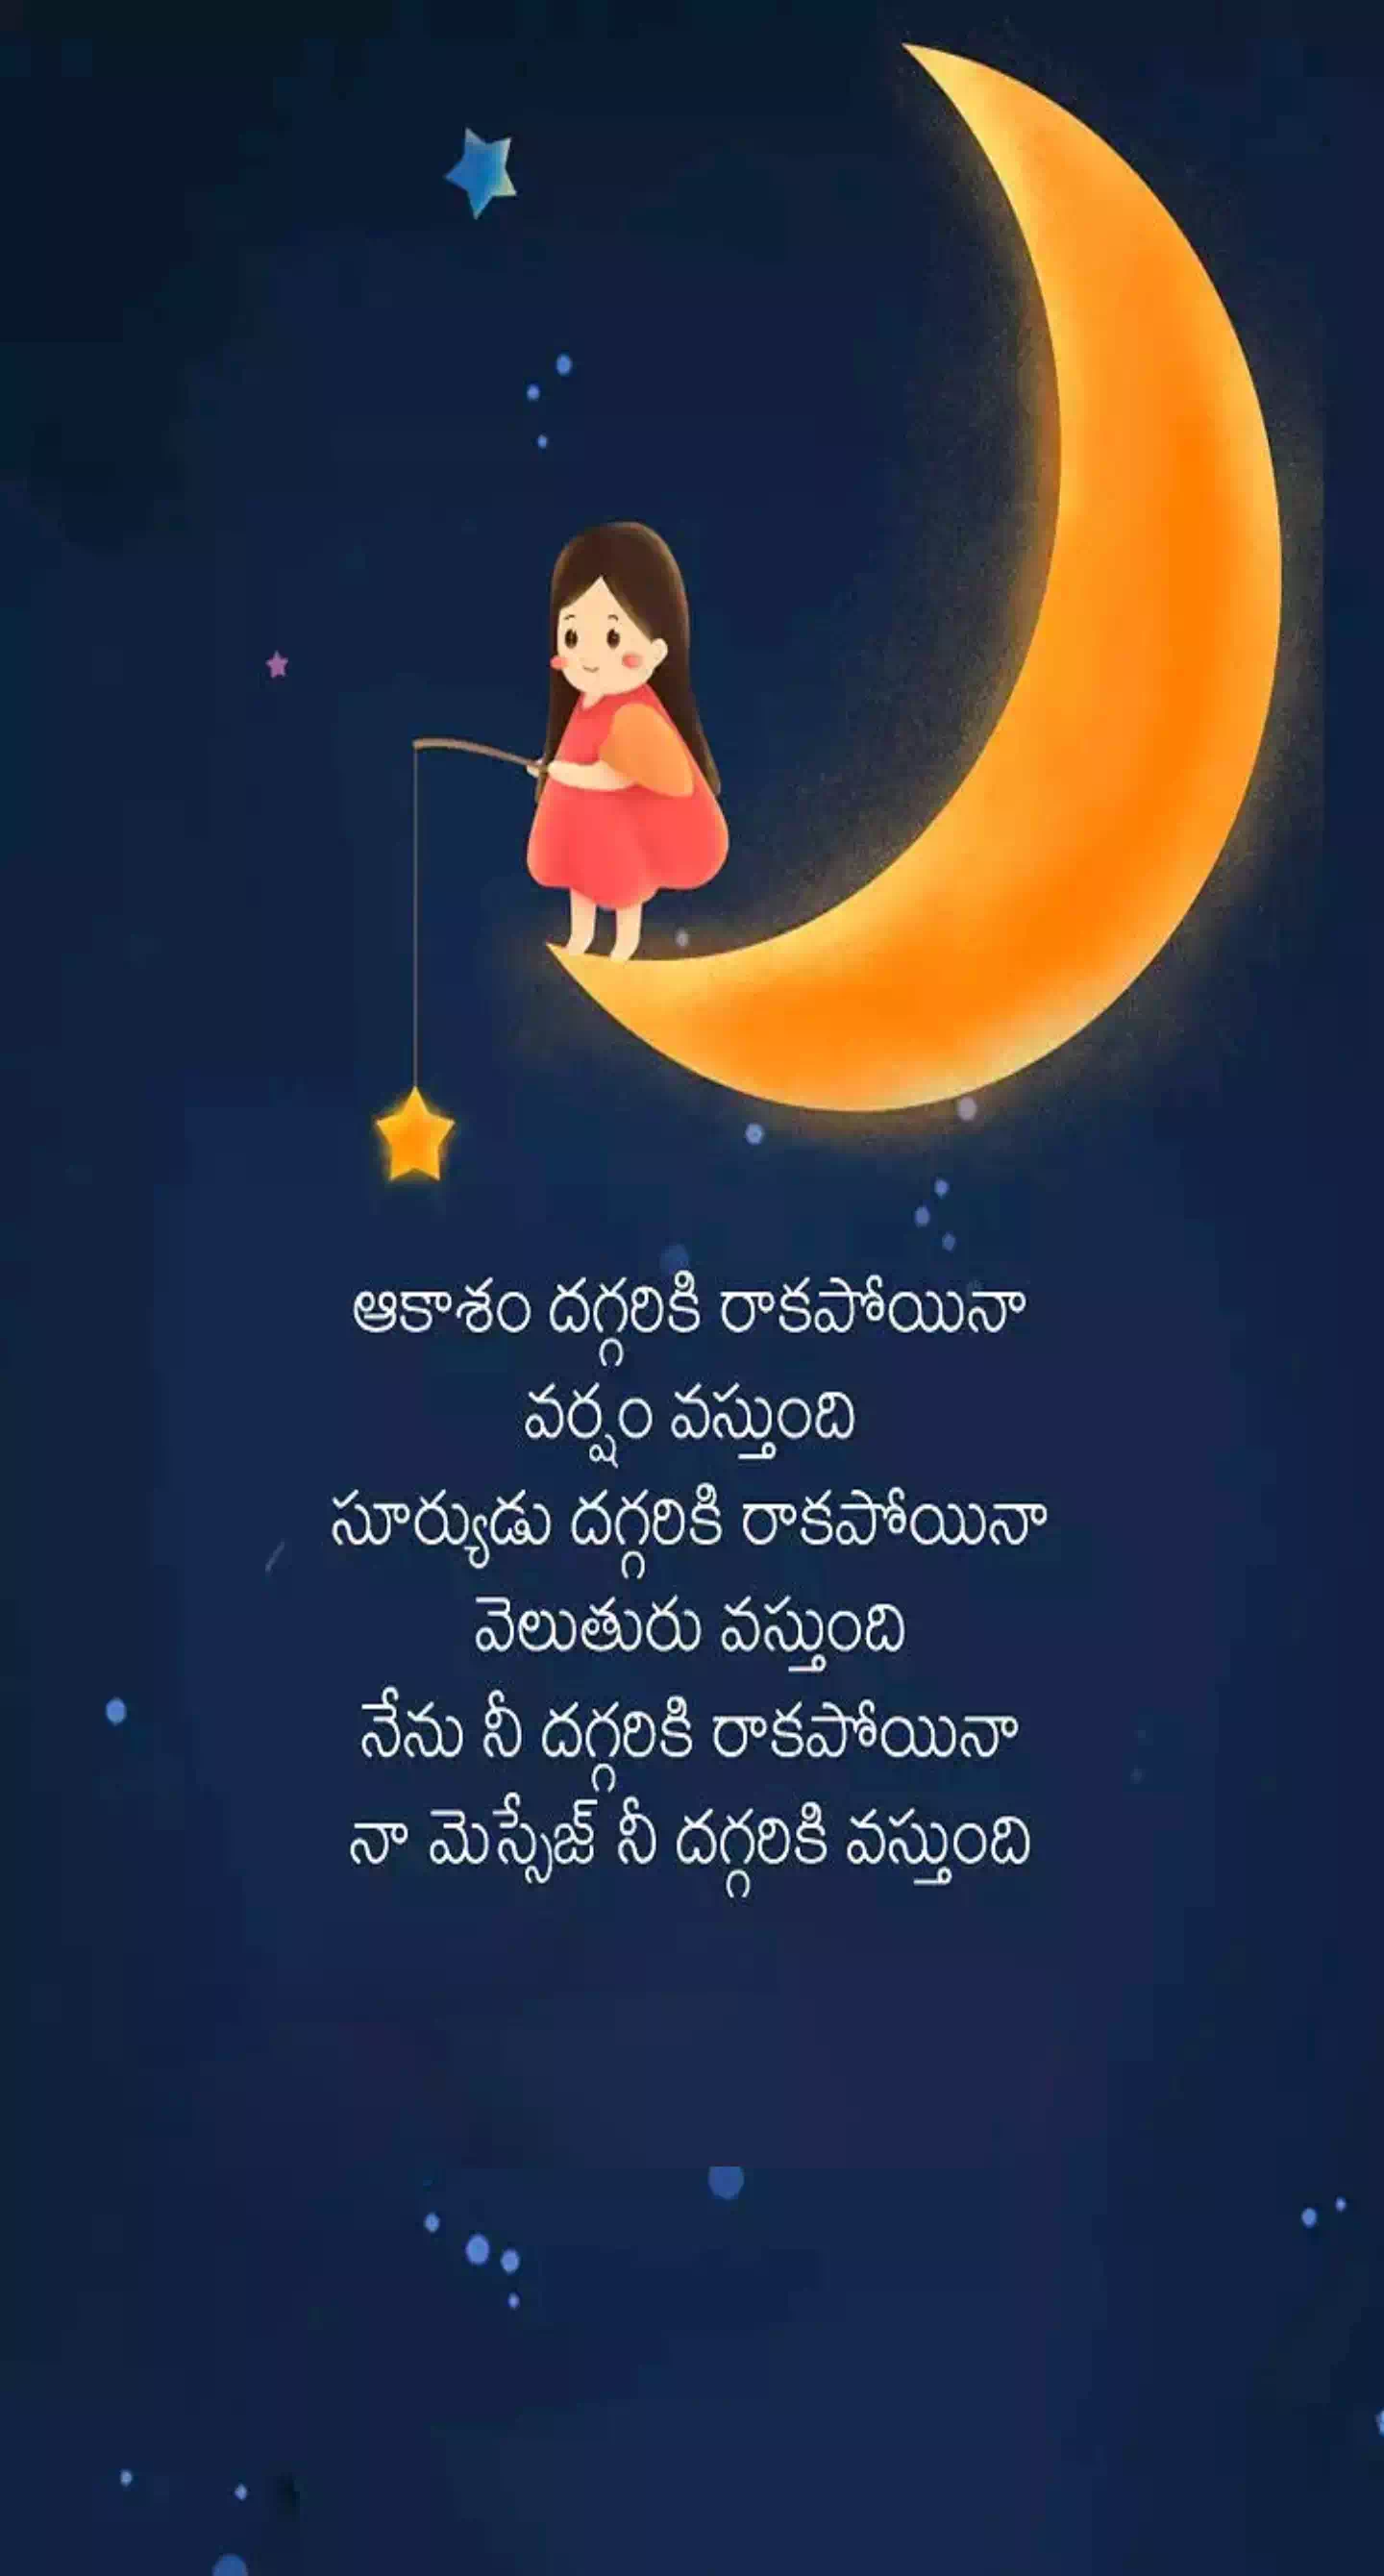 ఆకాశం దగ్గరికి రాకపోయినా
వర్షం వస్తుంది
సూర్యుడు దగ్గరికి రాకపోయినా
వెలుతురు వస్తుంది
నేను నీ దగ్గరికి రాకపోయినా
నా మెస్సేజ్ నీ దగ్గరికి వస్తుంది